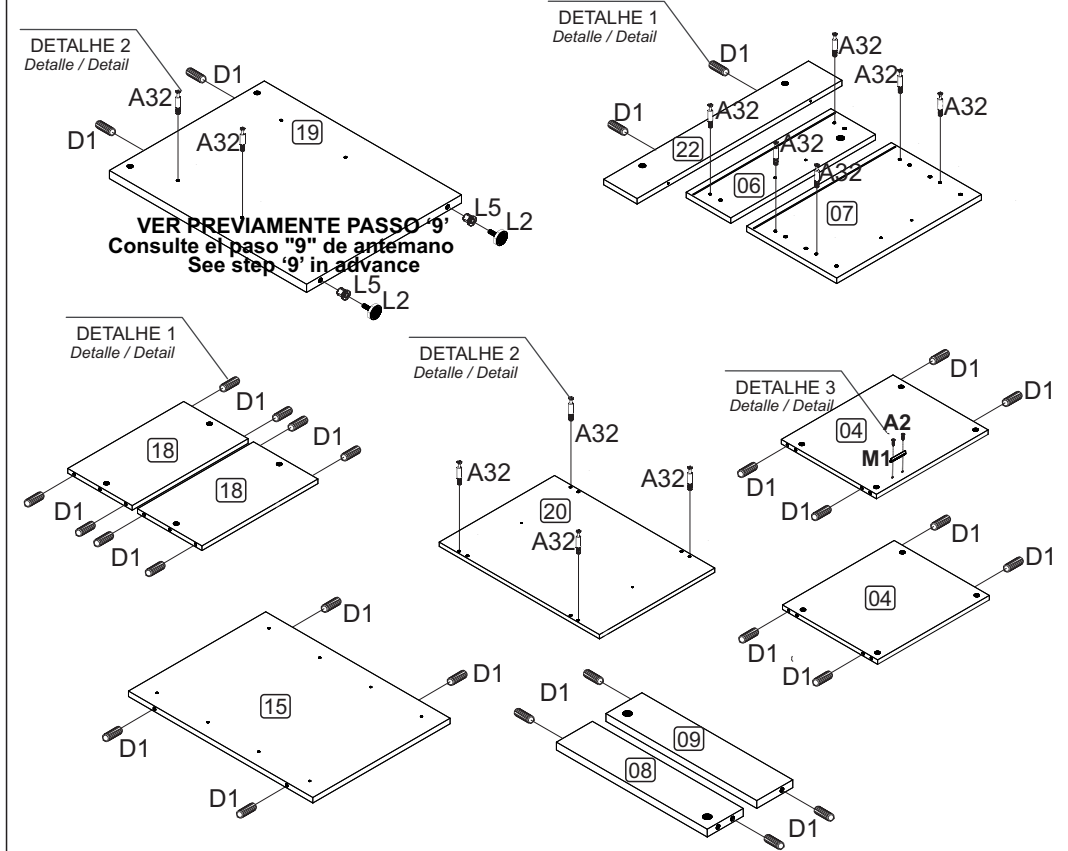 DETALHE 2
Detalle / Detail
D1
A32
D1
A32
19
L5
L2
VER PREVIAMENTE PASSO ‘9’
Consulte el paso "9" de antemano
See step ‘9’ in advance
L5
L2
DETALHE 1
Detalle / Detail
D1
A32
A32
A32
D1
A32
22
A32
06
A32
07
DETALHE 1
Detalle / Detail
D1
D1
18
18
D1
D1
DETALHE 2
Detalle / Detail
A32
A32
A32
20
A32
DETALHE 3
Detalle / Detail
D1
D1
04
A2
M1
D1
D1
D1
D1
04
D1
D1
D1
D1
15
D1
D1
D1
09
08
D1